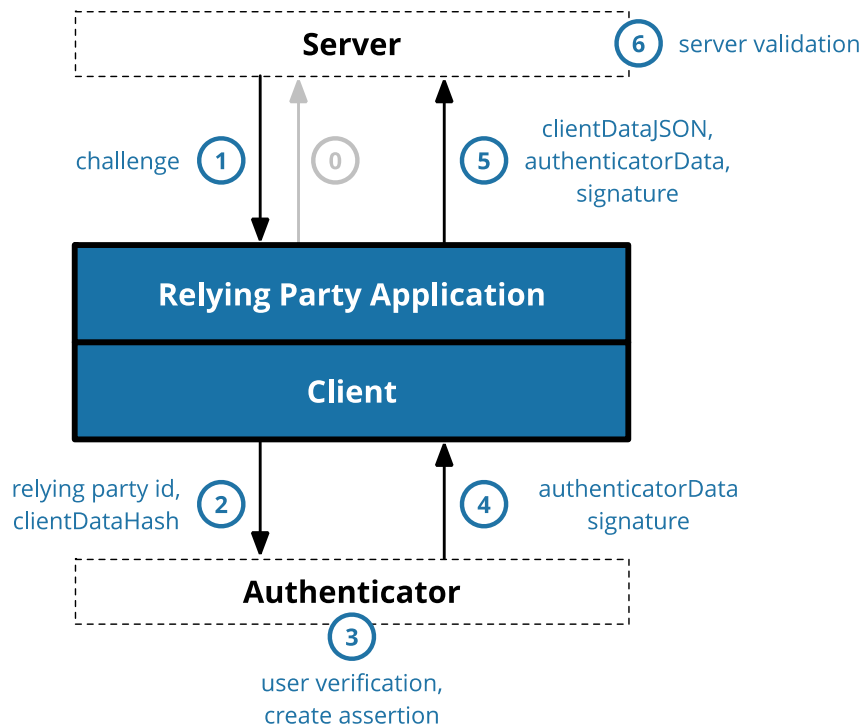 Server
6
server validation
challenge
1
0
5
clientDataJSON,
authenticatorData,
signature
Relying Party Application
Client
relying party id,
clientDataHash
2
4
authenticatorData
signature
Authenticator
3
user verification,
create assertion